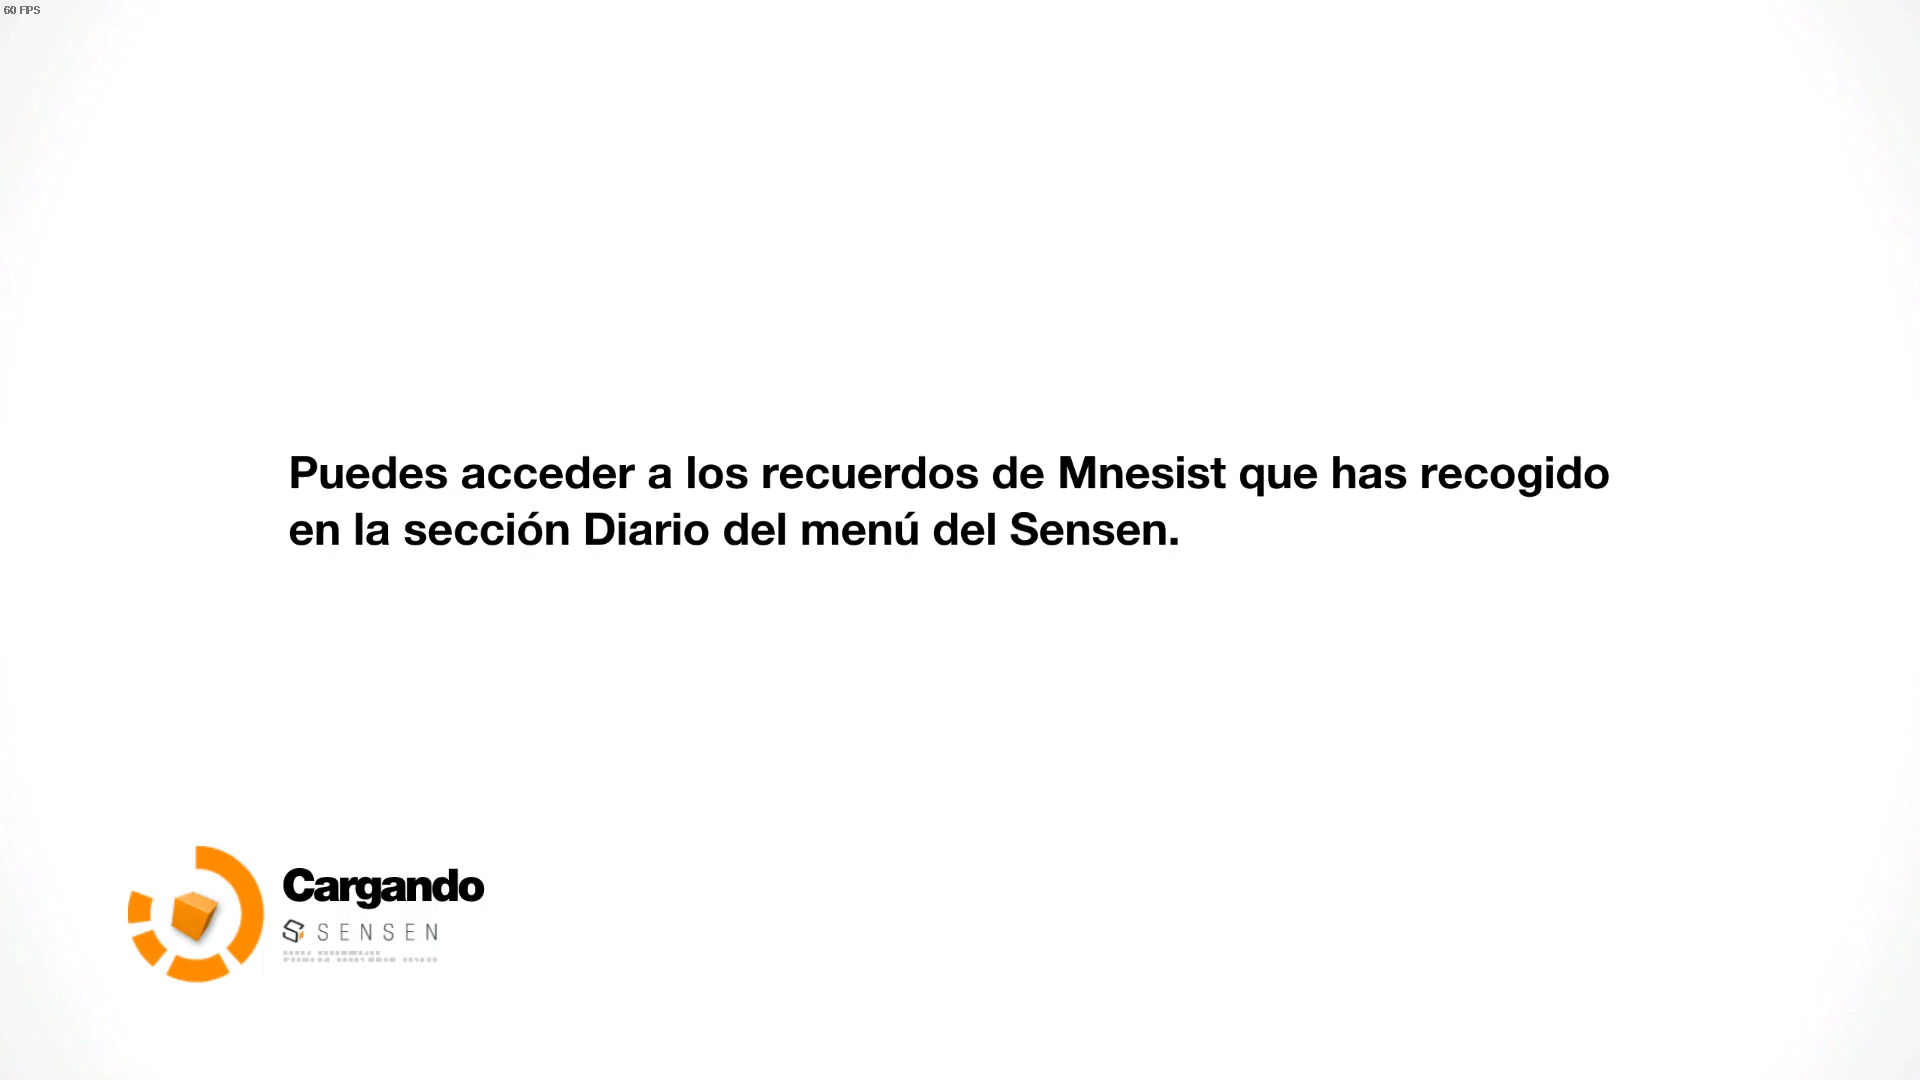 60 FPS
Puedes acceder a los recuerdos de Mnesist que has recogido
en la sección Diario del menú del Sensen.
Cargando
SENSEN